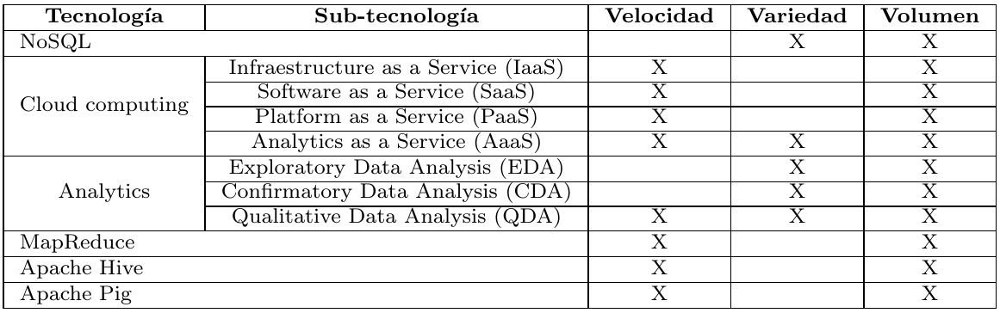 Tecnología Sub-tecnología Velocidad Variedad Volumen
NoSQL X X
Infraestructure as a Service (IaaS) X X
Software as a Service (SaaS) X X
Cloud computing
Platform as a Service (PaaS) X X
Analytics as a Service (AaaS) X X X
Exploratory Data Analysis (EDA) X X
Analytics Confirmatory Data Analysis (CDA) X X
Qualitative Data Analysis (QDA) X X X
MapReduce X X
Apache Hive X X
Apache Pig X X